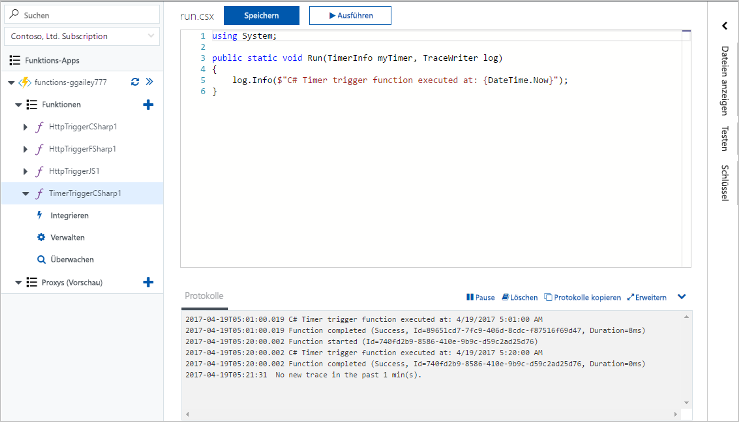 Suchen
Contoso, Ltd. Subscription
Funktions-Apps
functions-ggailey777
Funktionen
HttpTriggerCSharp1
HttpTriggerFSharp1
HttpTriggerJS1
TimerTriggerCSharp1
Integrieren
Verwalten
Überwachen
Proxys (Vorschau)
run.csx
Speichern
Ausführen
1 using System;
2
3 public static void Run(TimerInfo myTimer, TraceWriter log)
4 {
5 log.Info($"C# Timer trigger function executed at: {DateTime.Now}");
6 }
Protokolle
Pause
Löschen
Protokolle kopieren
Erweitern
2017-04-19T05:01:00.019 C# Timer trigger function executed at: 4/19/2017 5:01:00 AM
2017-04-19T05:01:00.019 Function completed (Success, Id=89651cd7-7fc9-406d-8cdc-f87516f69d47, Duration=8ms)
2017-04-19T05:20:00.002 Function started (Id=740fd2b9-8586-410e-9b9c-d59c2ad25d76)
2017-04-19T05:20:00.002 C# Timer trigger function executed at: 4/19/2017 5:20:00 AM
2017-04-19T05:20:00.002 Function completed (Success, Id=740fd2b9-8586-410e-9b9c-d59c2ad25d76, Duration=0ms)
2017-04-19T05:21:31 No new trace in the past 1 min(s).
Dateien anzeigen
Testen
Schlüssel